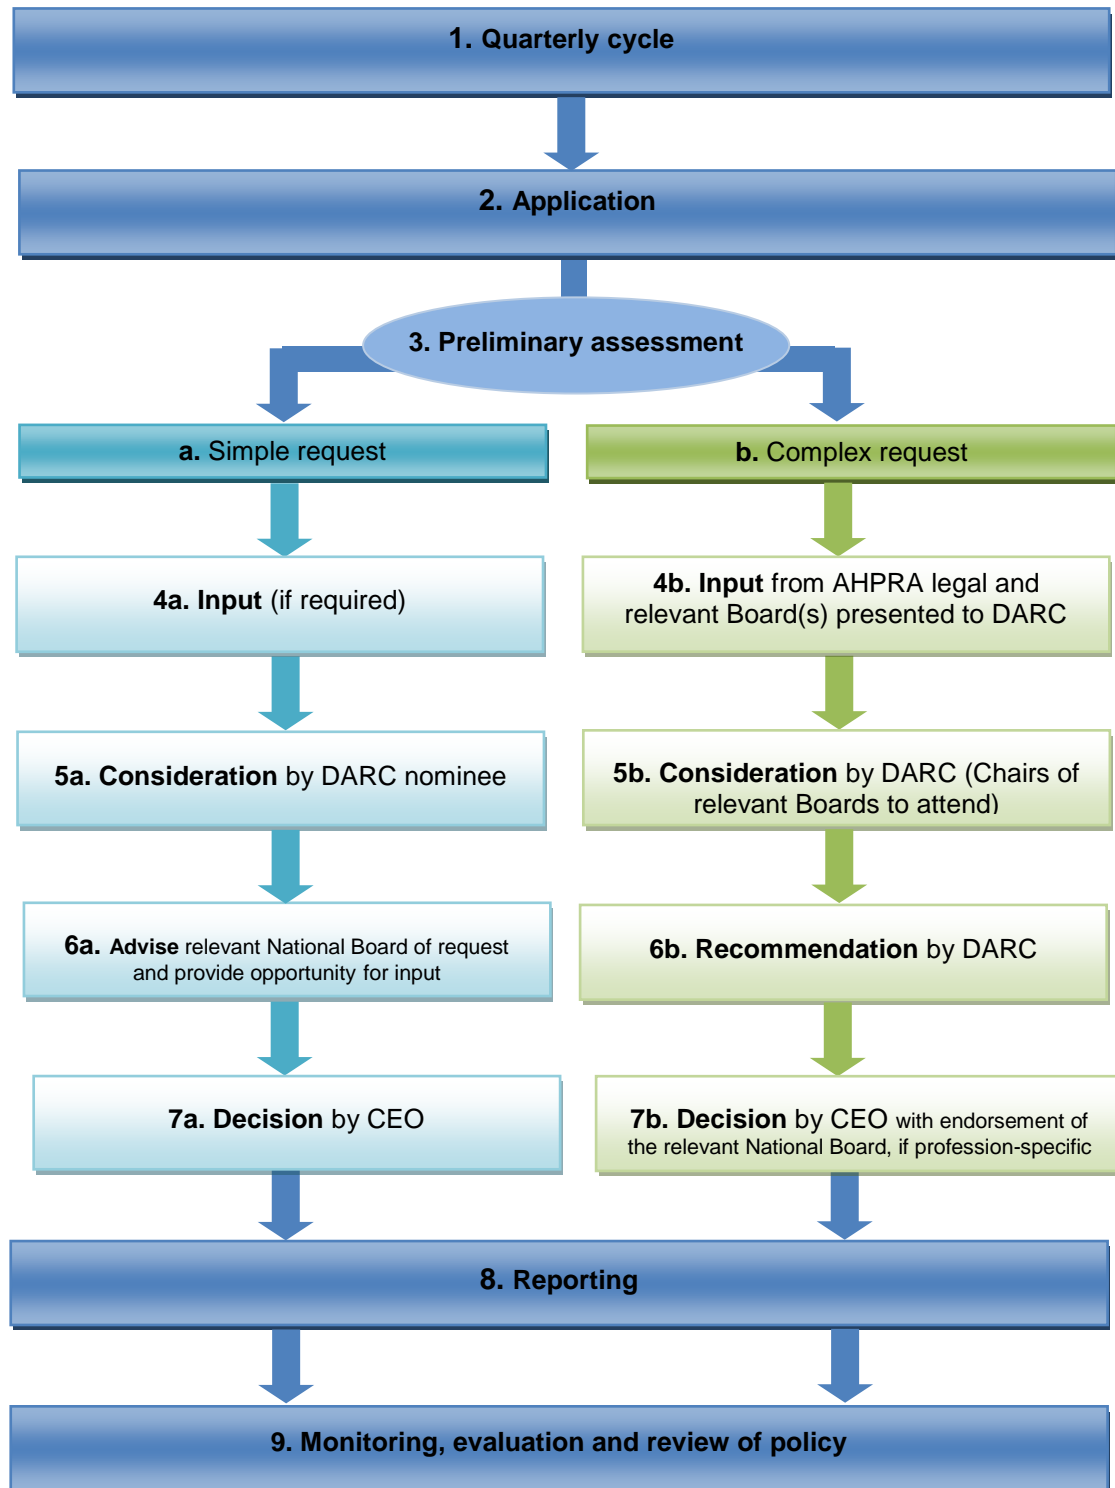 1. Quarterly cycle
2. Application
3. Preliminary assessment
a. Simple request
b. Complex request
4a. Input (if required)
4b. Input from AHPRA legal and
relevant Board(s) presented to DARC
5a. Consideration by DARC nominee
5b. Consideration by DARC (Chairs of
relevant Boards to attend)
6a. Advise relevant National Board of request
and provide opportunity for input
6b. Recommendation by DARC
7a. Decision by CEO
7b. Decision by CEO with endorsement of
the relevant National Board, if profession-specific
8. Reporting
9. Monitoring, evaluation and review of policy